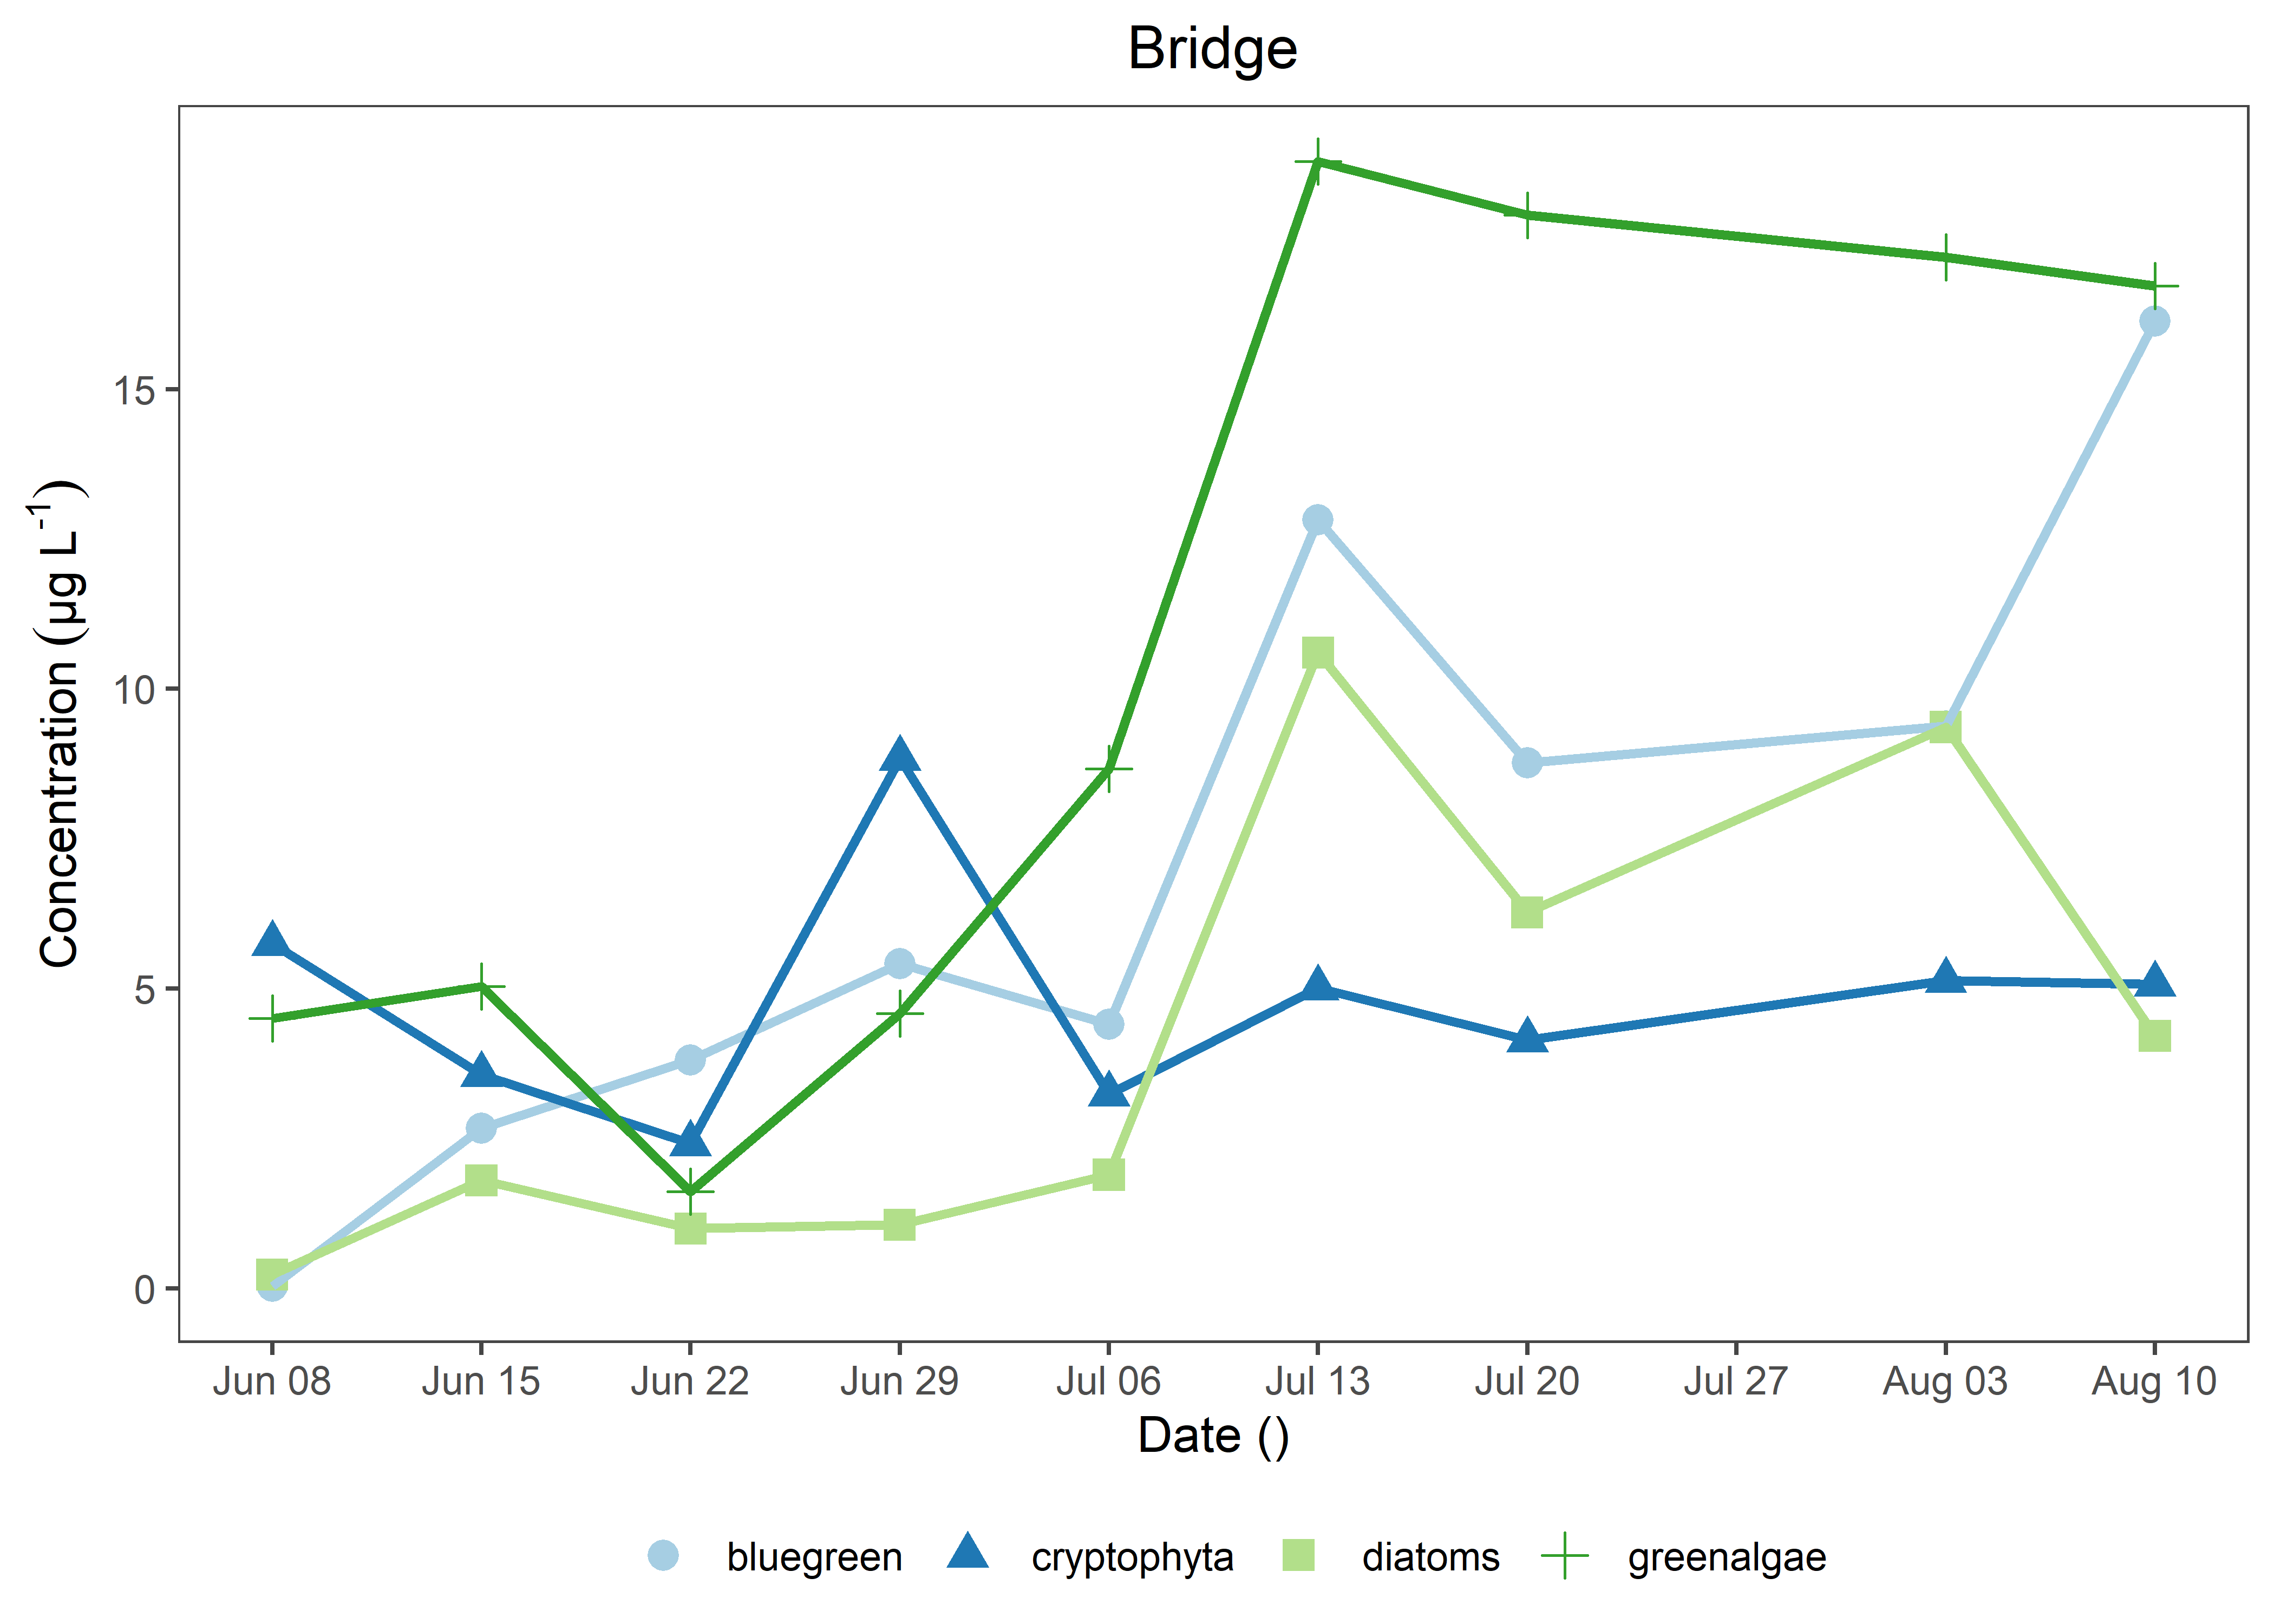 Bridge
Concentration (µg L⁻¹)
15
10
5
0
Jun 08 Jun 15 Jun 22 Jun 29 Jul 06 Jul 13 Jul 20 Jul 27 Aug 03 Aug 10
Date ()
bluegreen cryptophyta diatoms greenalgae